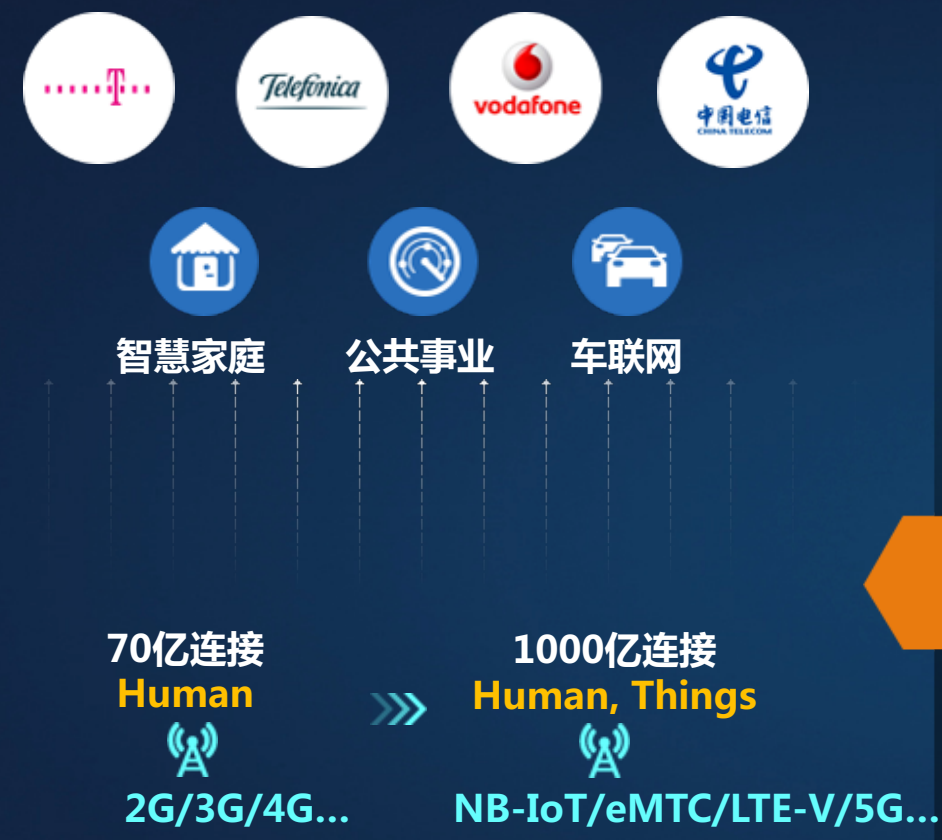 T
Telefónica
vodafone
中国电信
CHINA TELECOM
智慧家庭
公共事业
车联网
70亿连接
Human
1000亿连接
Human, Things
2G/3G/4G...
NB-IoT/eMTC/LTE-V/5G...